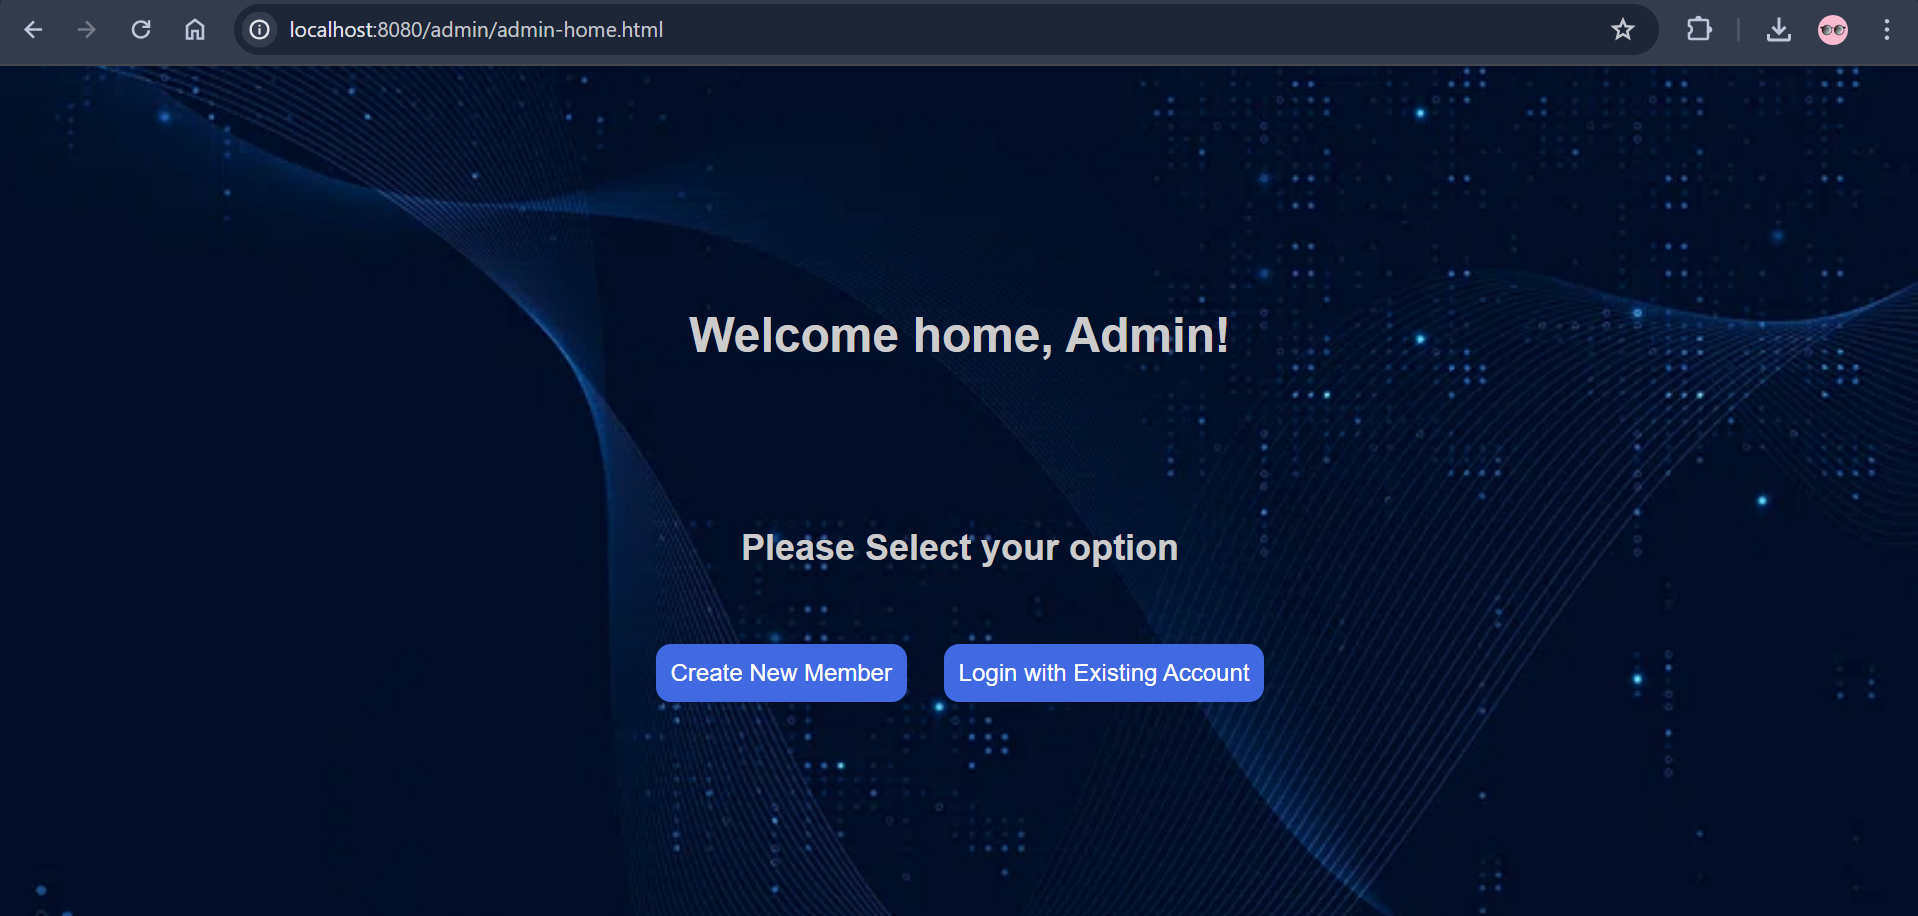 localhost:8080/admin/admin-home.html
Welcome home, Admin!
Please Select your option
Create New Member
Login with Existing Account